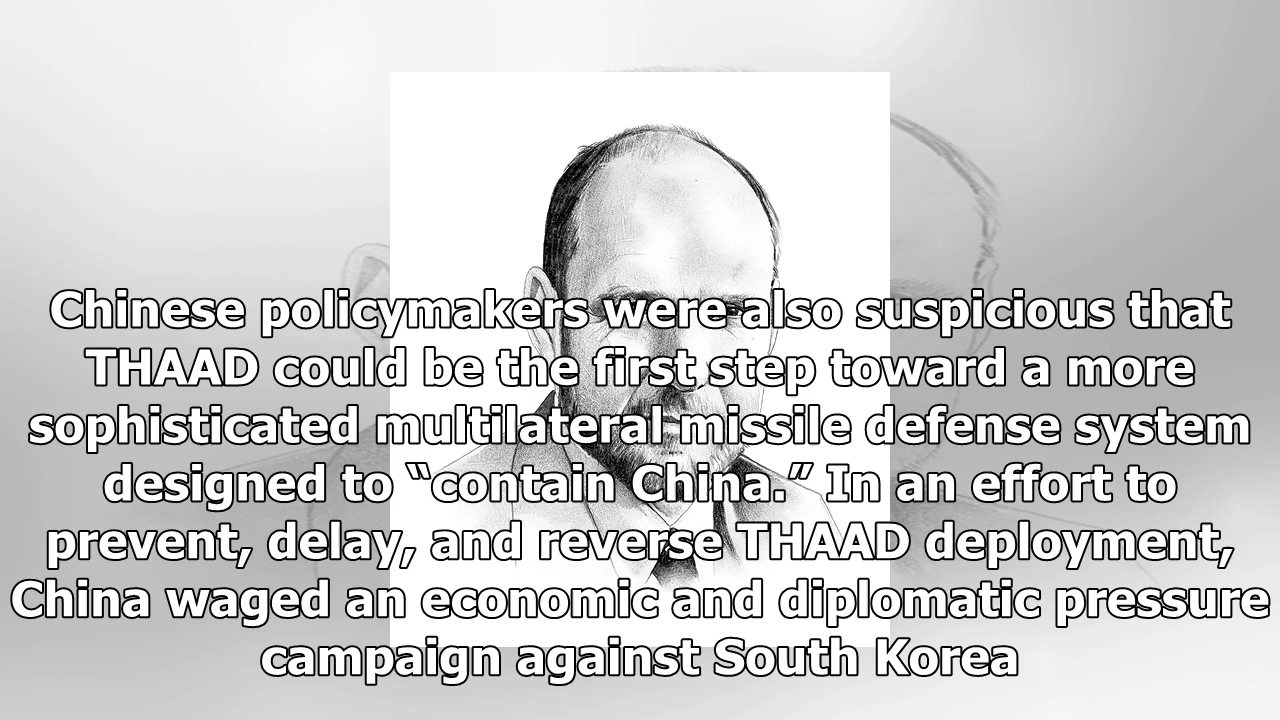 Chinese policymakers were also suspicious that
THAAD could be the first step toward a more
sophisticated multilateral missile defense system
designed to “contain China.” In an effort to
prevent, delay, and reverse THAAD deployment,
China waged an economic and diplomatic pressure
campaign against South Korea